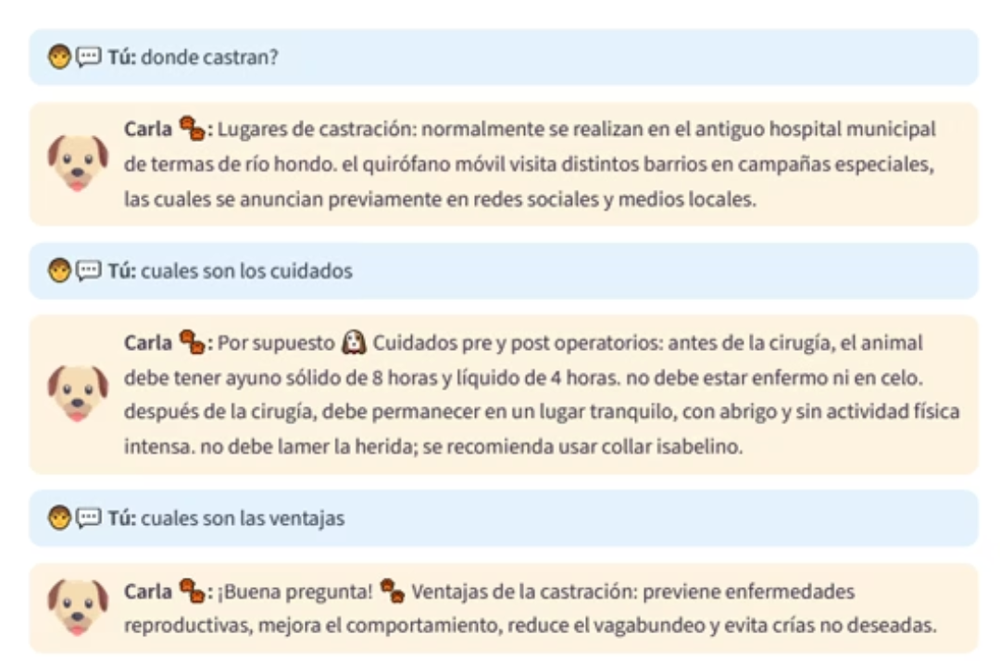 Tú: donde castran?
Carla 🐾: Lugares de castración: normalmente se realizan en el antiguo hospital municipal
de termas de río hondo. el quirófano móvil visita distintos barrios en campañas especiales,
las cuales se anuncian previamente en redes sociales y medios locales.
Tú: cuales son los cuidados
Carla 🐾: Por supuesto 🐶 Cuidados pre y post operatorios: antes de la cirugía, el animal
debe tener ayuno sólido de 8 horas y líquido de 4 horas. no debe estar enfermo ni en celo.
después de la cirugía, debe permanecer en un lugar tranquilo, con abrigo y sin actividad física
intensa. no debe lamer la herida; se recomienda usar collar isabelino.
Tú: cuales son las ventajas
Carla 🐾: ¡Buena pregunta! 🐾 Ventajas de la castración: previene enfermedades
reproductivas, mejora el comportamiento, reduce el vagabundeo y evita crías no deseadas.